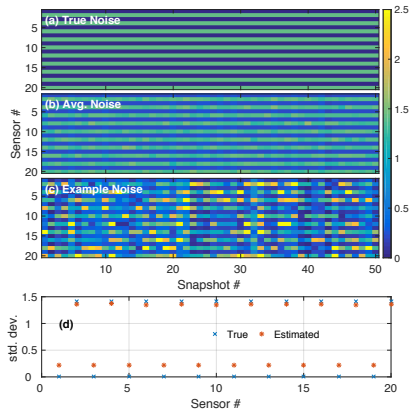 (a) True Noise
5
10
15
20
(b) Avg. Noise
5
10
15
20
Sensor #
(c) Example Noise
5
10
15
20
0 10 20 30 40 50
Snapshot #
2.5
2
1.5
1
0.5
0
(d)
True Estimated
1.5
1
0.5
0
std. dev.
0 5 10 15 20
Sensor #